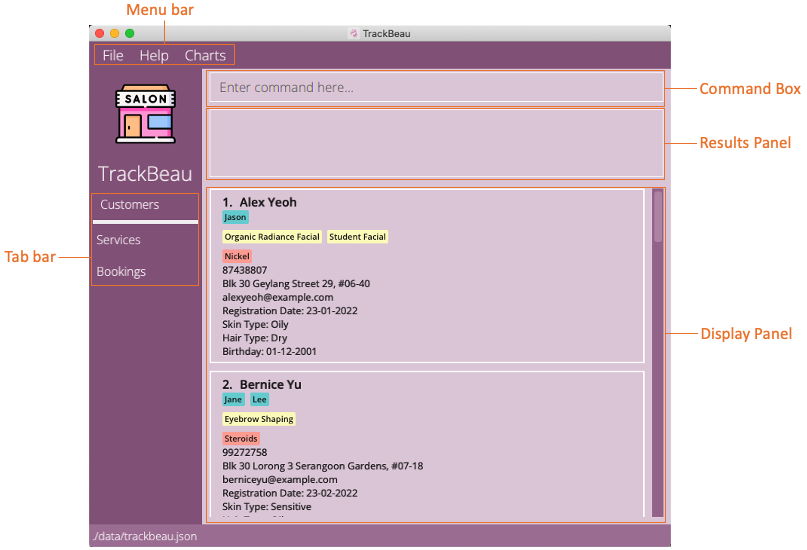 Menu bar
TrackBeau
File Help Charts
SALON
TrackBeau
Customers
Services
Bookings
Tab bar
Enter command here...
Command Box
Results Panel
1. Alex Yeoh
Jason
Organic Radiance Facial Student Facial
Nickel
87438807
Blk 30 Geylang Street 29, #06-40
alexyeoh@example.com
Registration Date: 23-01-2022
Skin Type: Oily
Hair Type: Dry
Birthday: 01-12-2001
Display Panel
2. Bernice Yu
Jane Lee
Eyebrow Shaping
Steroids
99272758
Blk 30 Lorong 3 Serangoon Gardens, #07-18
berniceyu@example.com
Registration Date: 23-02-2022
Skin Type: Sensitive
./data/trackbeau.json